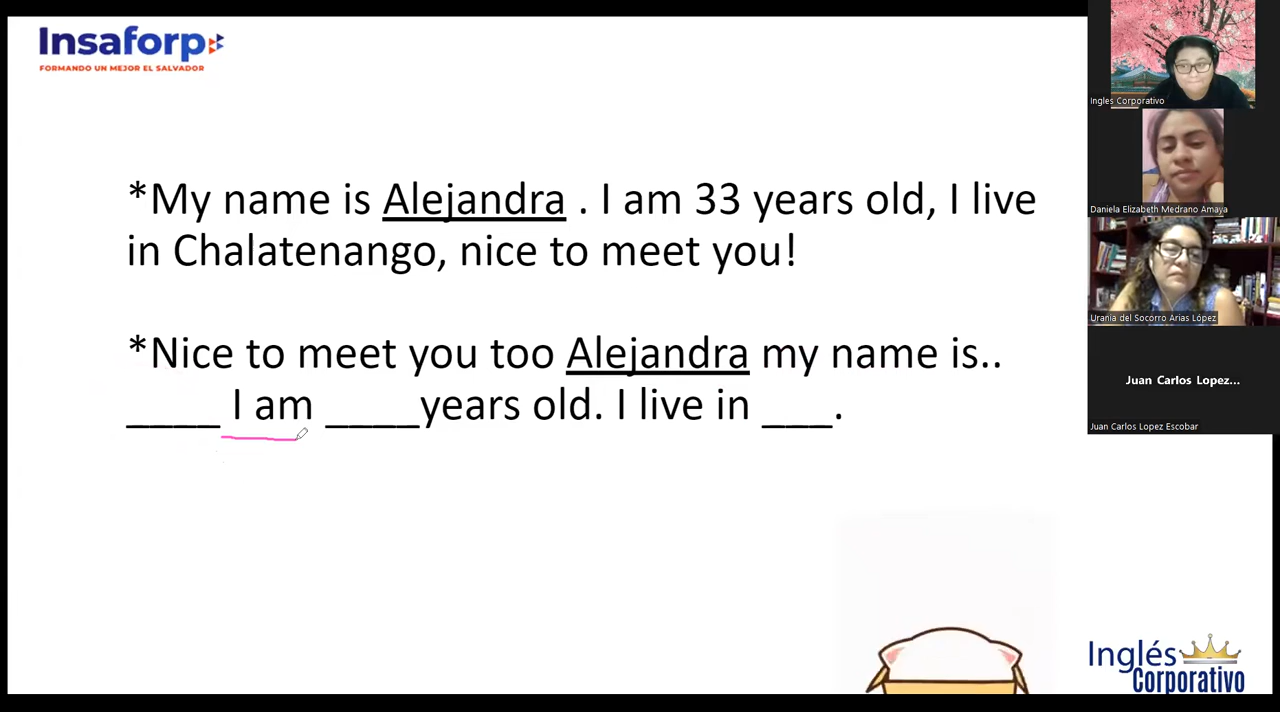 Insaforp
FORMANDO UN MEJOR EL SALVADOR
*My name is Alejandra . I am 33 years old, I live
in Chalatenango, nice to meet you!
*Nice to meet you too Alejandra my name is..
____ I am ____years old. I live in ___.
Ingles Corporativo
Daniela Elizabeth Medrano Amaya
Urania del Socorro Arias López
Juan Carlos Lopez...
Juan Carlos Lopez Escobar
Inglés
Corporativo